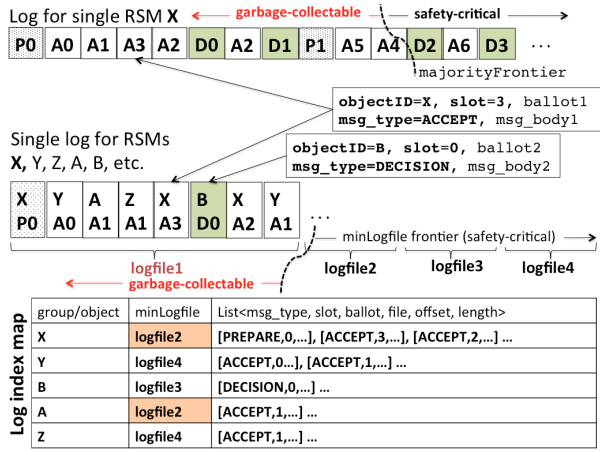 Log for single RSM X
garbage-collectable safety-critical
P0 A0 A1 A3 A2 D0 A2 D1 P1 A5 A4 D2 A6 D3 ...
majorityFrontier
objectID=X, slot=3, ballot1
msg_type=ACCEPT, msg_body1
Single log for RSMs
X, Y, Z, A, B, etc.
objectID=B, slot=0, ballot2
msg_type=DECISION, msg_body2
X Y A Z X B X Y
P0 A0 A1 A1 A3 D0 A2 A1
...
minLogfile frontier (safety-critical)
logfile1 logfile2 logfile3 logfile4
garbage-collectable
Log index map
group/object minLogfile List<msg_type, slot, ballot, file, offset, length>
X logfile2 [PREPARE,0,...], [ACCEPT,3,...], [ACCEPT,2,...] ...
Y logfile4 [ACCEPT,0...], [ACCEPT,1,...] ...
B logfile3 [DECISION,0,...] ...
A logfile2 [ACCEPT,1,...] ...
Z logfile4 [ACCEPT,1,...] ...